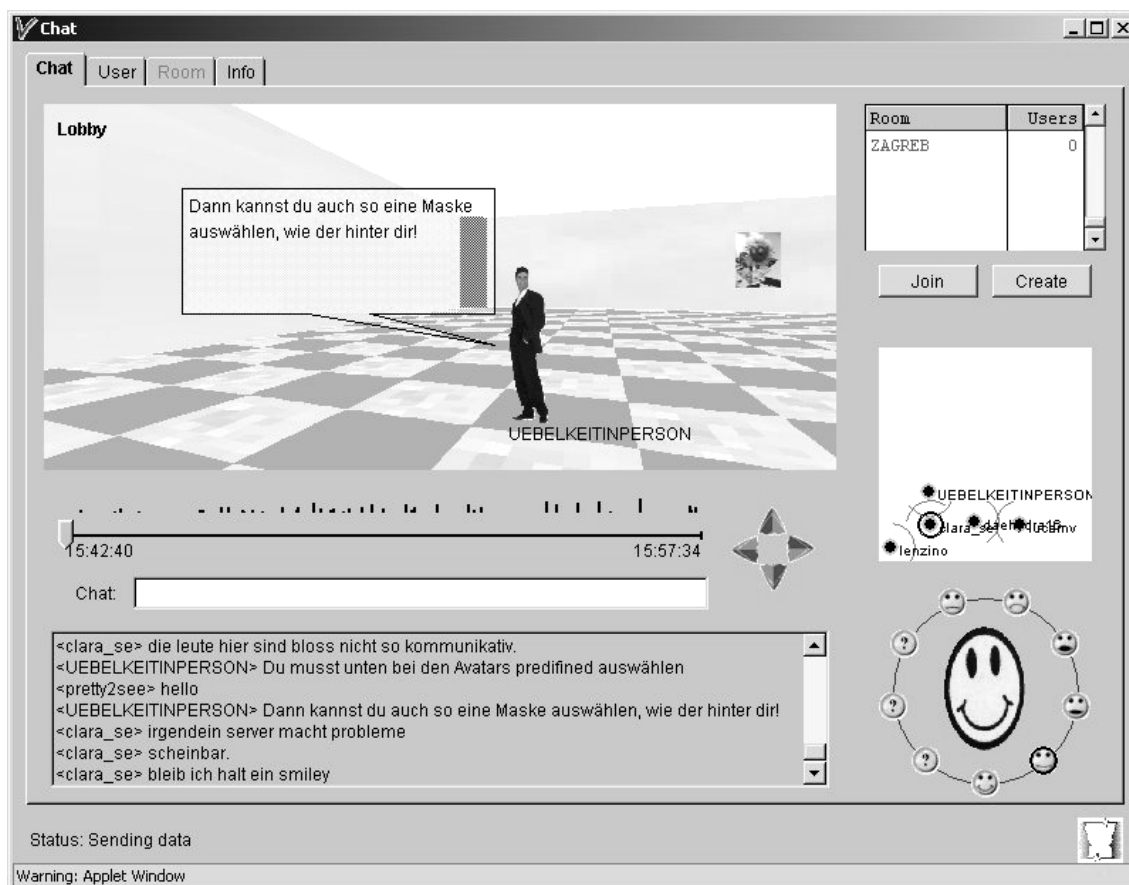 Chat
Chat User Room Info
Lobby
Dann kannst du auch so eine Maske
auswählen, wie der hinter dir!
UEBELKEITINPERSON
Room Users
ZAGREB 0
Join Create
UEBELKEITINPERSON
clara_se
lenzino
15:42:40 15:57:34
Chat:
<clara_se> die leute hier sind bloss nicht so kommunikativ.
<UEBELKEITINPERSON> Du musst unten bei den Avatars predifined auswählen
<pretty2see> hello
<UEBELKEITINPERSON> Dann kannst du auch so eine Maske auswählen, wie der hinter dir!
<clara_se> irgendein server macht probleme
<clara_se> scheinbar.
<clara_se> bleib ich halt ein smiley
? 
? 
? 
Status: Sending data
Warning: Applet Window